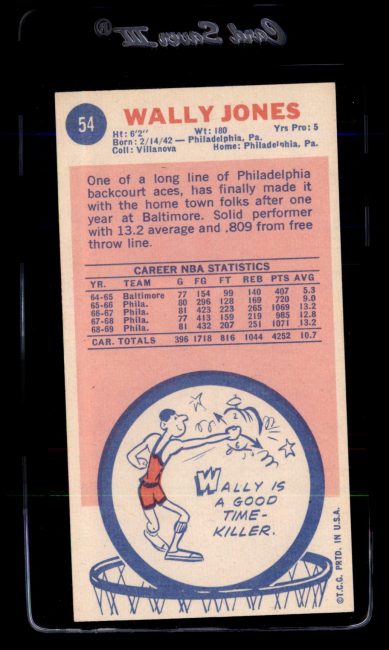 Card Saver III®
54
WALLY JONES
Ht: 6'2" Wt: 180 Yrs Pro: 5
Born: 2/14/42 — Philadelphia, Pa.
Coll: Villanova Home: Philadelphia, Pa.
One of a long line of Philadelphia
backcourt aces, has finally made it
with the home town folks after one
year at Baltimore. Solid performer
with 13.2 average and .809 from free
throw line.
CAREER NBA STATISTICS
YR. TEAM G FG FT REB PTS AVG
64-65 Baltimore 77 154 99 140 407 5.3
65-66 Phila. 80 296 128 169 720 9.0
66-67 Phila. 81 423 223 265 1069 13.2
67-68 Phila. 77 413 159 219 985 12.8
68-69 Phila. 81 432 207 251 1071 13.2
CAR. TOTALS 396 1718 816 1044 4252 10.7
WALLY IS
A GOOD
TIME-
KILLER.
©T.C.G. PRTD. IN U.S.A.